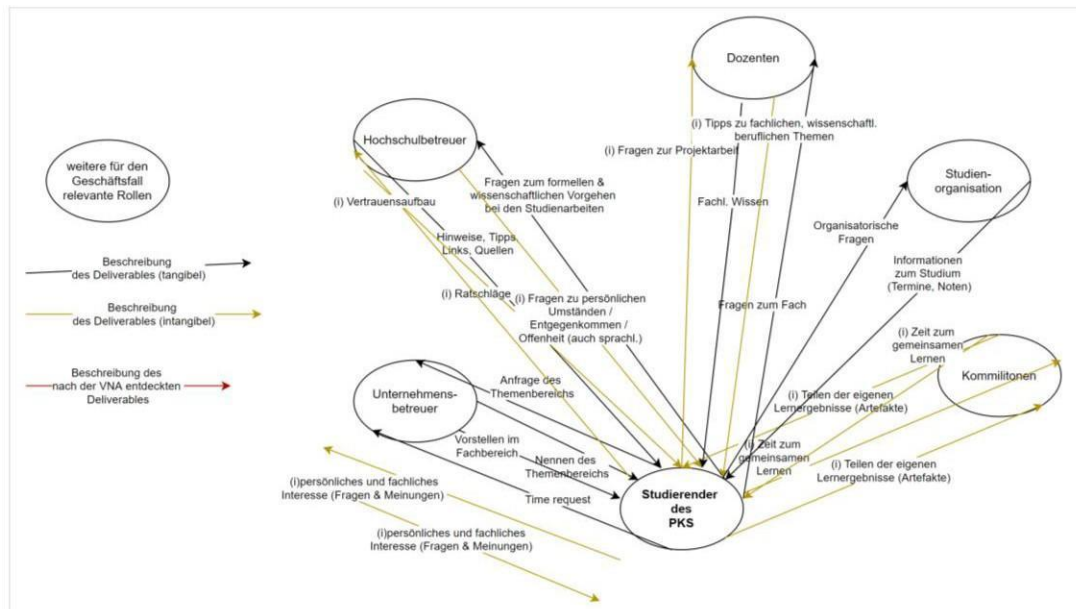 weitere für den
Geschäftsfall
relevante Rollen
Beschreibung
des Deliverables (tangibel)
Beschreibung
des Deliverables (intangibel)
Beschreibung des
nach der VNA entdeckten
Deliverables
Hochschulbetreuer
(i) Vertrauensaufbau
Fragen zum formellen &
wissenschaftlichen Vorgehen
bei den Studienarbeiten
Hinweise, Tipps
Links, Quellen
(i) Ratschläge
(i) Fragen zu persönlichen
Umständen /
Entgegenkommen /
Offenheit (auch sprachl.)
Dozenten
(i) Tipps zu fachlichen, wissenschaftl.
beruflichen Themen
(i) Fragen zur Projektarbeit
Fachl. Wissen
Fragen zum Fach
Studien-
organisation
Organisatorische
Fragen
Informationen
zum Studium
(Termine, Noten)
Kommilitonen
(i) Zeit zum
gemeinsamen
Lernen
(i) Teilen der eigenen
Lernergebnisse (Artefakte)
(i) Zeit zum
gemeinsamen
Lernen
(i) Teilen der eigenen
Lernergebnisse (Artefakte)
Unternehmens-
betreuer
Anfrage des
Themenbereichs
Vorstellen im
Fachbereich
Nennen des
Themenbereichs
Time request
(i)persönliches und fachliches
Interesse (Fragen & Meinungen)
(i)persönliches und fachliches
Interesse (Fragen & Meinungen)
Studierender
des
PKS